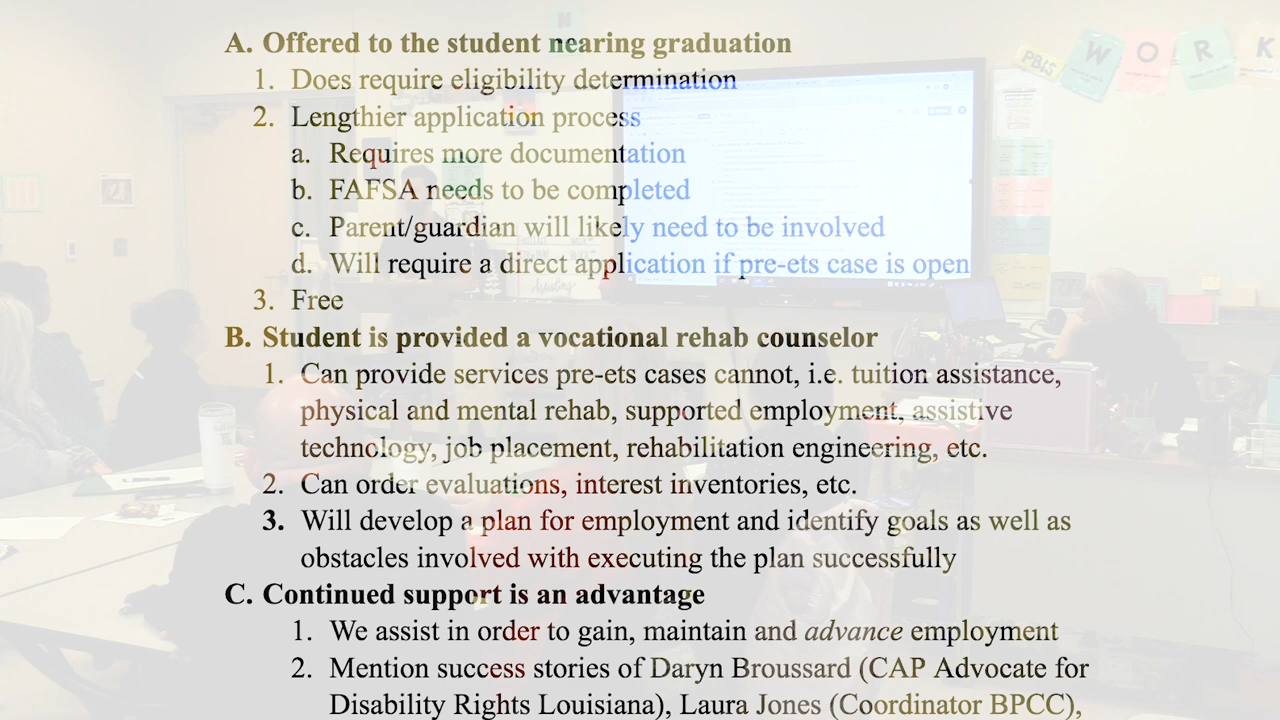 A. Offered to the student nearing graduation
1. Does require eligibility determination
2. Lengthier application process
a. Requires more documentation
b. FAFSA needs to be completed
c. Parent/guardian will likely need to be involved
d. Will require a direct application if pre-ets case is open
3. Free
B. Student is provided a vocational rehab counselor
1. Can provide services pre-ets cases cannot, i.e. tuition assistance,
physical and mental rehab, supported employment, assistive
technology, job placement, rehabilitation engineering, etc.
2. Can order evaluations, interest inventories, etc.
3. Will develop a plan for employment and identify goals as well as
obstacles involved with executing the plan successfully
C. Continued support is an advantage
1. We assist in order to gain, maintain and advance employment
2. Mention success stories of Daryn Broussard (CAP Advocate for
Disability Rights Louisiana), Laura Jones (Coordinator BPCC),
PBIS W O R K